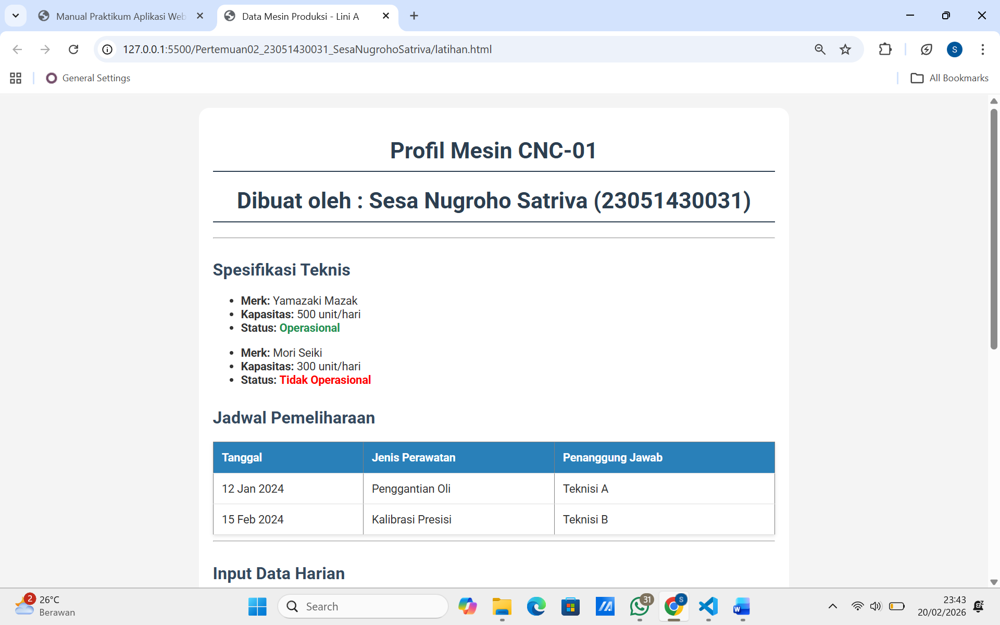 Manual Praktikum Aplikasi Web
Data Mesin Produksi - Lini A
127.0.0.1:5500/Pertemuan02_23051430031_SesaNugrohoSatriva/latihan.html
S
General Settings
All Bookmarks
Profil Mesin CNC-01
Dibuat oleh : Sesa Nugroho Satriva (23051430031)
Spesifikasi Teknis
• Merk: Yamazaki Mazak
• Kapasitas: 500 unit/hari
• Status: Operasional
• Merk: Mori Seiki
• Kapasitas: 300 unit/hari
• Status: Tidak Operasional
Jadwal Pemeliharaan
Tanggal Jenis Perawatan Penanggung Jawab
12 Jan 2024 Penggantian Oli Teknisi A
15 Feb 2024 Kalibrasi Presisi Teknisi B
Input Data Harian
2
26°C
Berawan
Search
31
S
W
23:43
20/02/2026